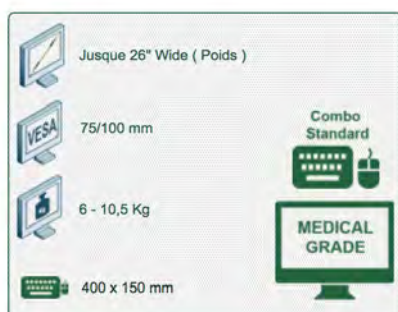 Jusque 26" Wide ( Poids )
VESA
75/100 mm
6 - 10,5 Kg
400 x 150 mm
Combo
Standard
MEDICAL
GRADE